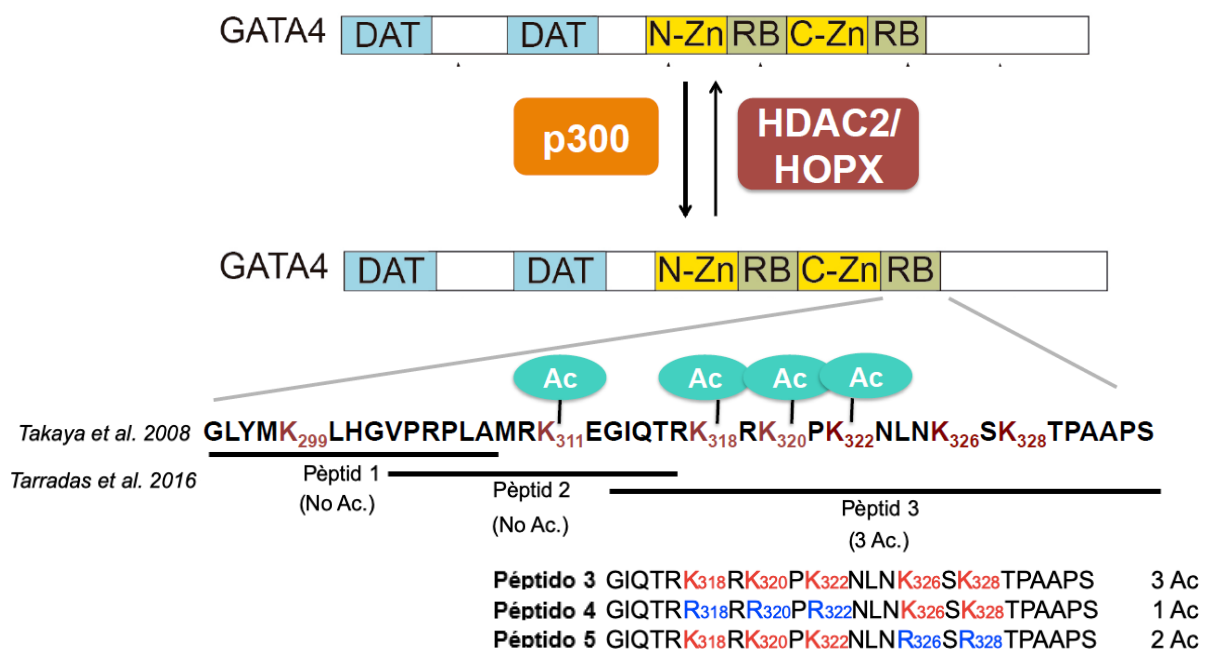 GATA4 DAT DAT N-Zn RB C-Zn RB
p300
HDAC2/
HOPX
GATA4 DAT DAT N-Zn RB C-Zn RB
Ac Ac Ac Ac
Takaya et al. 2008 GLYMK299LHGVPRPLAMRK311EGIQTRK318RK320PK322NLNK326SK328TPAAPS
Tarradas et al. 2016
Pèptid 1
(No Ac.)
Pèptid 2
(No Ac.)
Pèptid 3
(3 Ac.)
Péptido 3 GIQTRK318RK320PK322NLNK326SK328TPAAPS 3 Ac
Péptido 4 GIQTRR318RR320PR322NLNK326SK328TPAAPS 1 Ac
Péptido 5 GIQTRK318RK320PK322NLNR326SR328TPAAPS 2 Ac